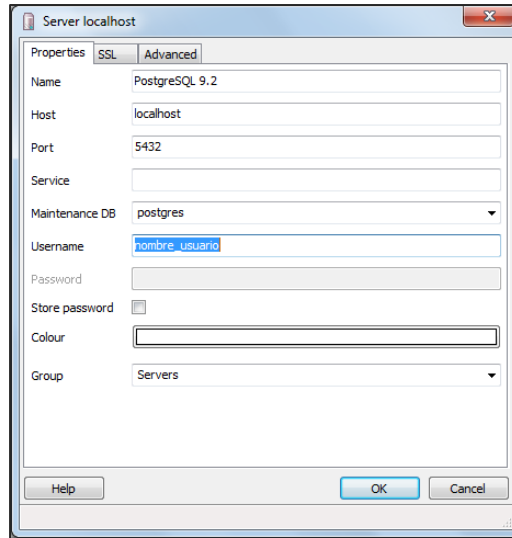 Server localhost
Properties SSL Advanced
Name PostgreSQL 9.2
Host localhost
Port 5432
Service
Maintenance DB postgres
Username nombre_usuario
Password
Store password
Colour
Group Servers
Help OK Cancel